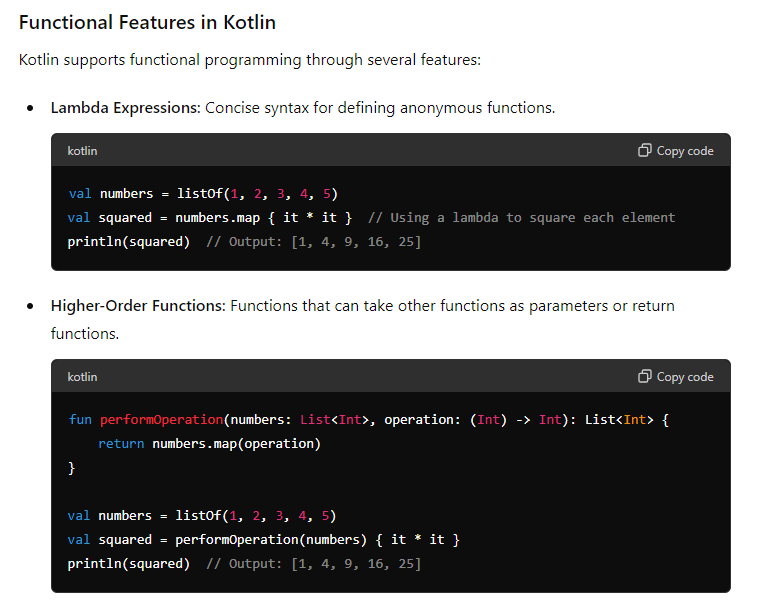 Functional Features in Kotlin
Kotlin supports functional programming through several features:
• Lambda Expressions: Concise syntax for defining anonymous functions.
kotlin
Copy code
val numbers = listOf(1, 2, 3, 4, 5)
val squared = numbers.map { it * it }  // Using a lambda to square each element
println(squared)  // Output: [1, 4, 9, 16, 25]
• Higher-Order Functions: Functions that can take other functions as parameters or return
functions.
kotlin
Copy code
fun performOperation(numbers: List<Int>, operation: (Int) -> Int): List<Int> {
    return numbers.map(operation)
}
val numbers = listOf(1, 2, 3, 4, 5)
val squared = performOperation(numbers) { it * it }
println(squared)  // Output: [1, 4, 9, 16, 25]